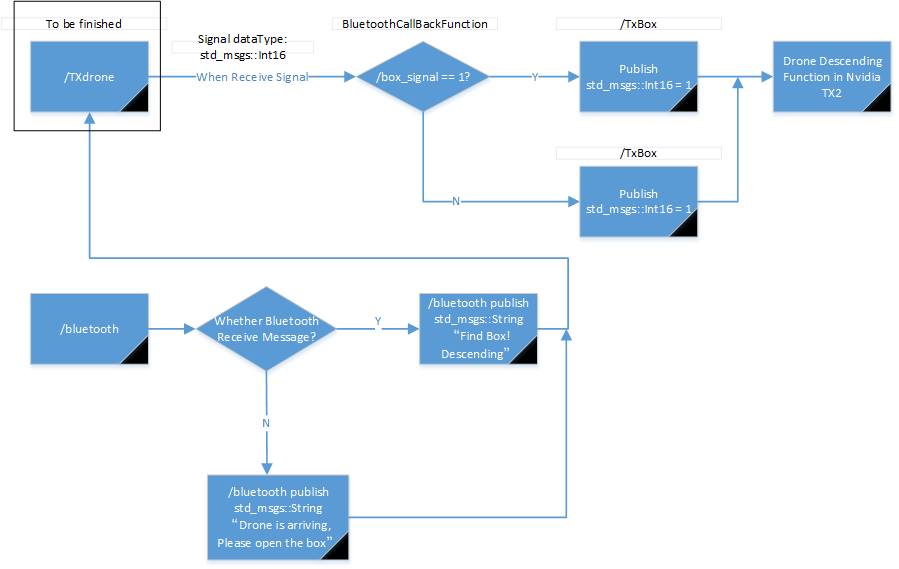 To be finished
/TXdrone
Signal dataType:
std_msgs::Int16
When Receive Signal
BluetoothCallBackFunction
/box_signal == 1?
Y
N
/TxBox
Publish
std_msgs::Int16 = 1
/TxBox
Publish
std_msgs::Int16 = 1
Drone Descending
Function in Nvidia
TX2
/bluetooth
Whether Bluetooth
Receive Message?
Y
N
/bluetooth publish
std_msgs::String
“Find Box!
Descending”
/bluetooth publish
std_msgs::String
“Drone is arriving,
Please open the box”